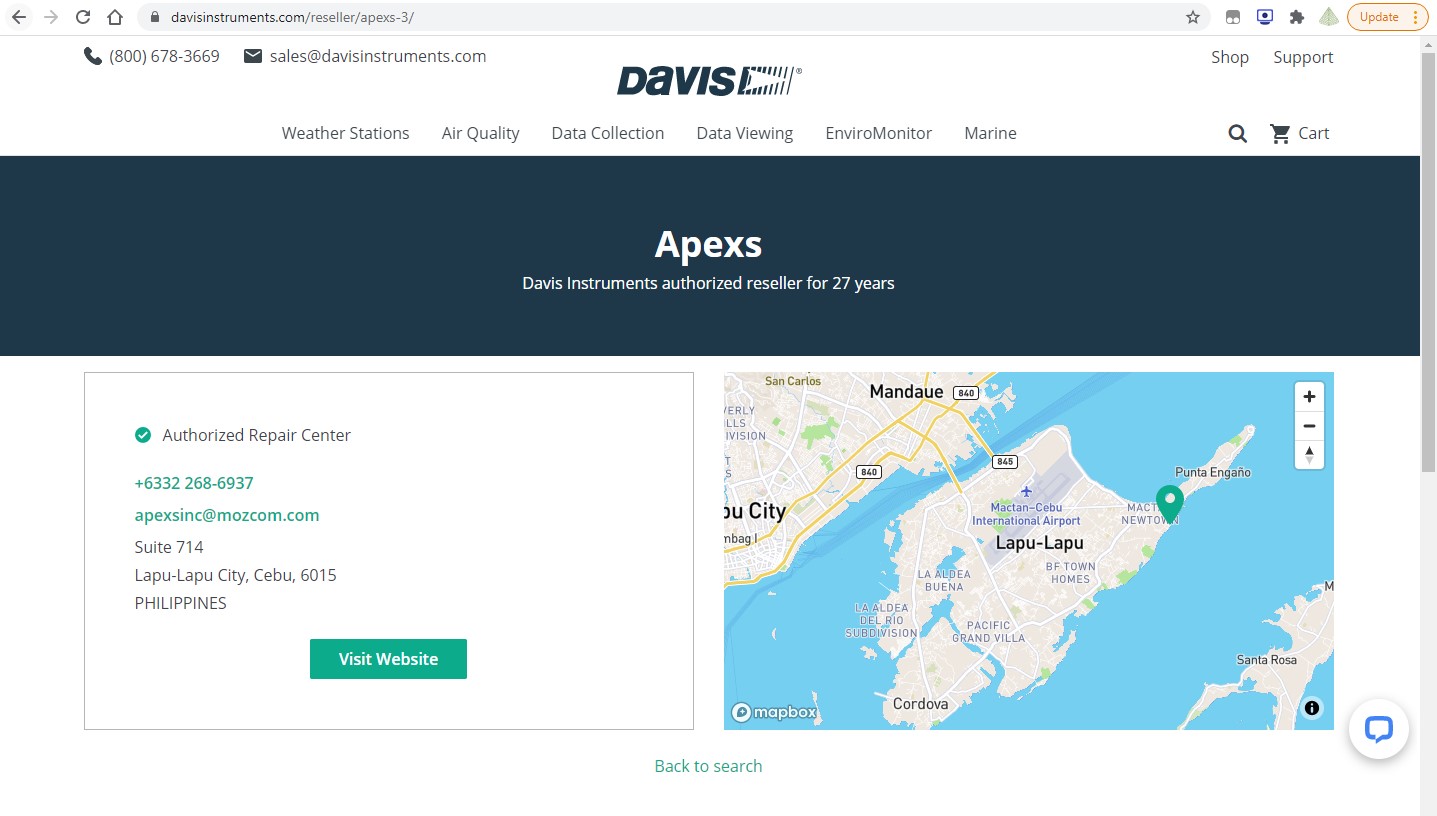 davisinstruments.com/reseller/apexs-3/
Update
(800) 678-3669
sales@davisinstruments.com
Shop
Support
DAVIS®
Weather Stations
Air Quality
Data Collection
Data Viewing
EnviroMonitor
Marine
Cart
Apexs
Davis Instruments authorized reseller for 27 years
Authorized Repair Center
+6332 268-6937
apexsinc@mozcom.com
Suite 714
Lapu-Lapu City, Cebu, 6015
PHILIPPINES
Visit Website
San Carlos
Mandaue
840
VERLY
LLS
IVISION
845
840
Punta Engaño
bu City
Mactan–Cebu
International Airport
MACT
NEWTOWN
mbag I
Lapu-Lapu
BF TOWN
HOMES
LA ALDEA
BUENA
LA ALDEA
DEL RIO
SUBDIVISION
PACIFIC
GRAND VILLA
Santa Rosa
Cordova
mapbox
Back to search